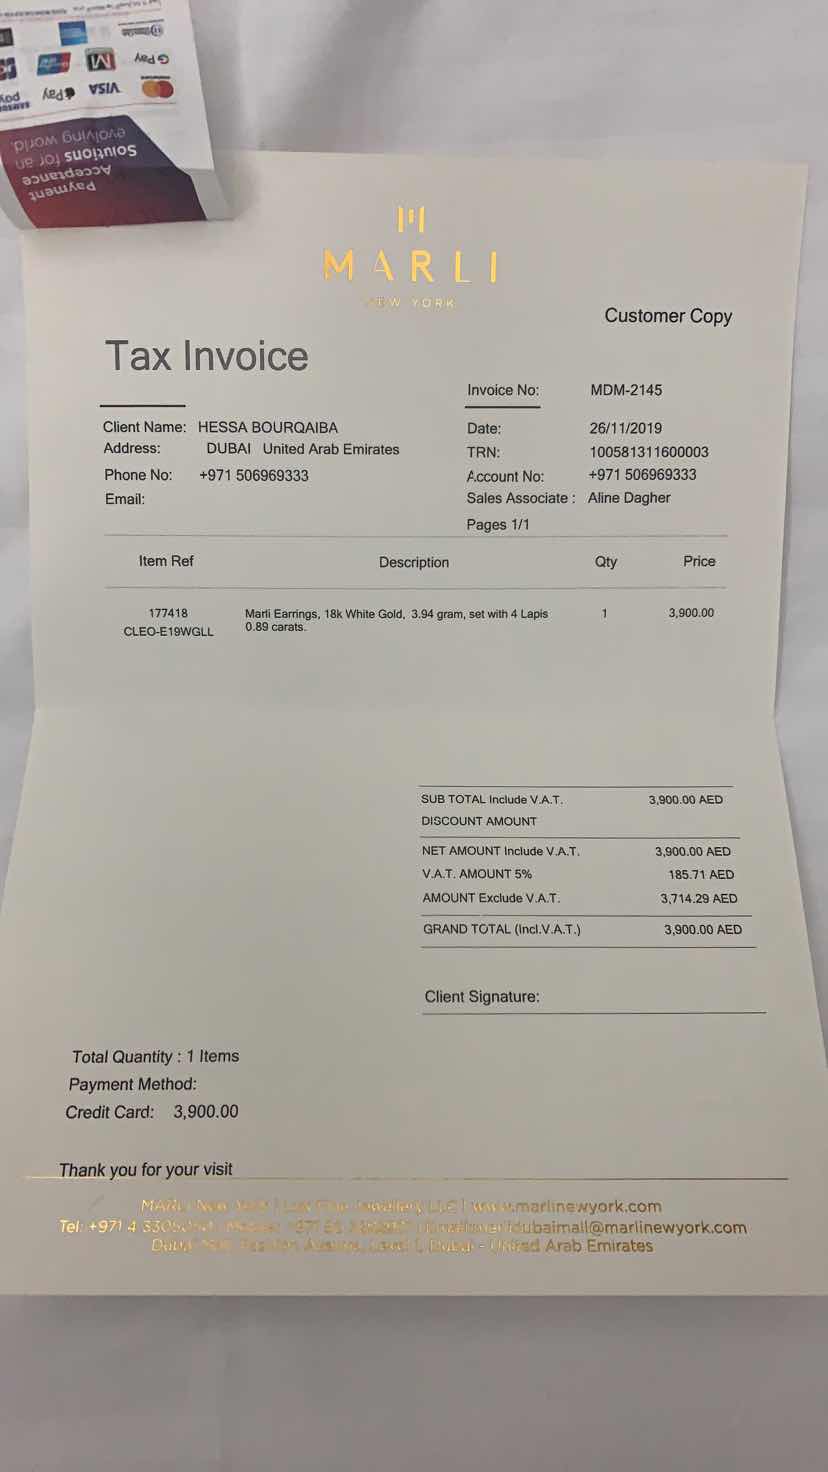 G Pay
VISA
Pay
Payment
Acceptance
Solutions for an
evolving world.
MARLI
NEW YORK
Customer Copy
Tax Invoice
Invoice No: MDM-2145
Client Name: HESSA BOURQAIBA Date: 26/11/2019
Address: DUBAI United Arab Emirates TRN: 100581311600003
Phone No: +971 506969333 Account No: +971 506969333
Email: Sales Associate : Aline Dagher
Pages 1/1
Item Ref Description Qty Price
177418 Marli Earrings, 18k White Gold, 3.94 gram, set with 4 Lapis 1 3,900.00
CLEO-E19WGLL 0.89 carats.
SUB TOTAL Include V.A.T. 3,900.00 AED
DISCOUNT AMOUNT
NET AMOUNT Include V.A.T. 3,900.00 AED
V.A.T. AMOUNT 5% 185.71 AED
AMOUNT Exclude V.A.T. 3,714.29 AED
GRAND TOTAL (Incl.V.A.T.) 3,900.00 AED
Client Signature:
Total Quantity : 1 Items
Payment Method:
Credit Card: 3,900.00
Thank you for your visit
MARLI New York | LLC | www.marlinewyork.com
Tel: +971 4 dubaimall@marlinewyork.com
Dubai Fashion Avenue, Level 1, Dubai - United Arab Emirates